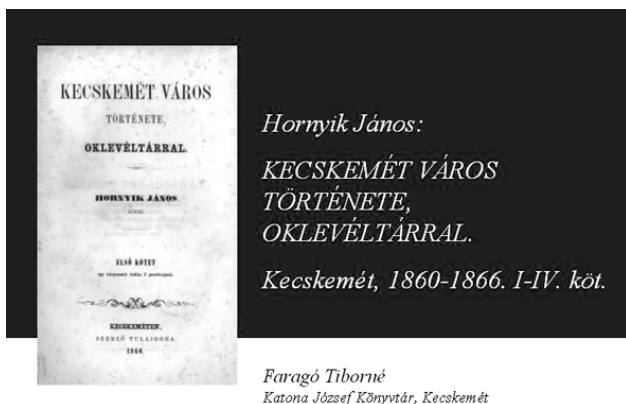 KECSKEMÉT VÁROS
TÖRTÉNETE,
OKLEVÉLTÁRRAL.
HORNYIK JÁNOS
ELSŐ KÖTET
KECSKEMÉTEN,
SZERZŐ TULAJDONA.
1860.
Hornyik János:
KECSKEMÉT VÁROS
TÖRTÉNETE,
OKLEVÉLTÁRRAL.
Kecskemét, 1860-1866. I-IV. köt.
Faragó Tiborné
Katona József Könyvtár, Kecskemét